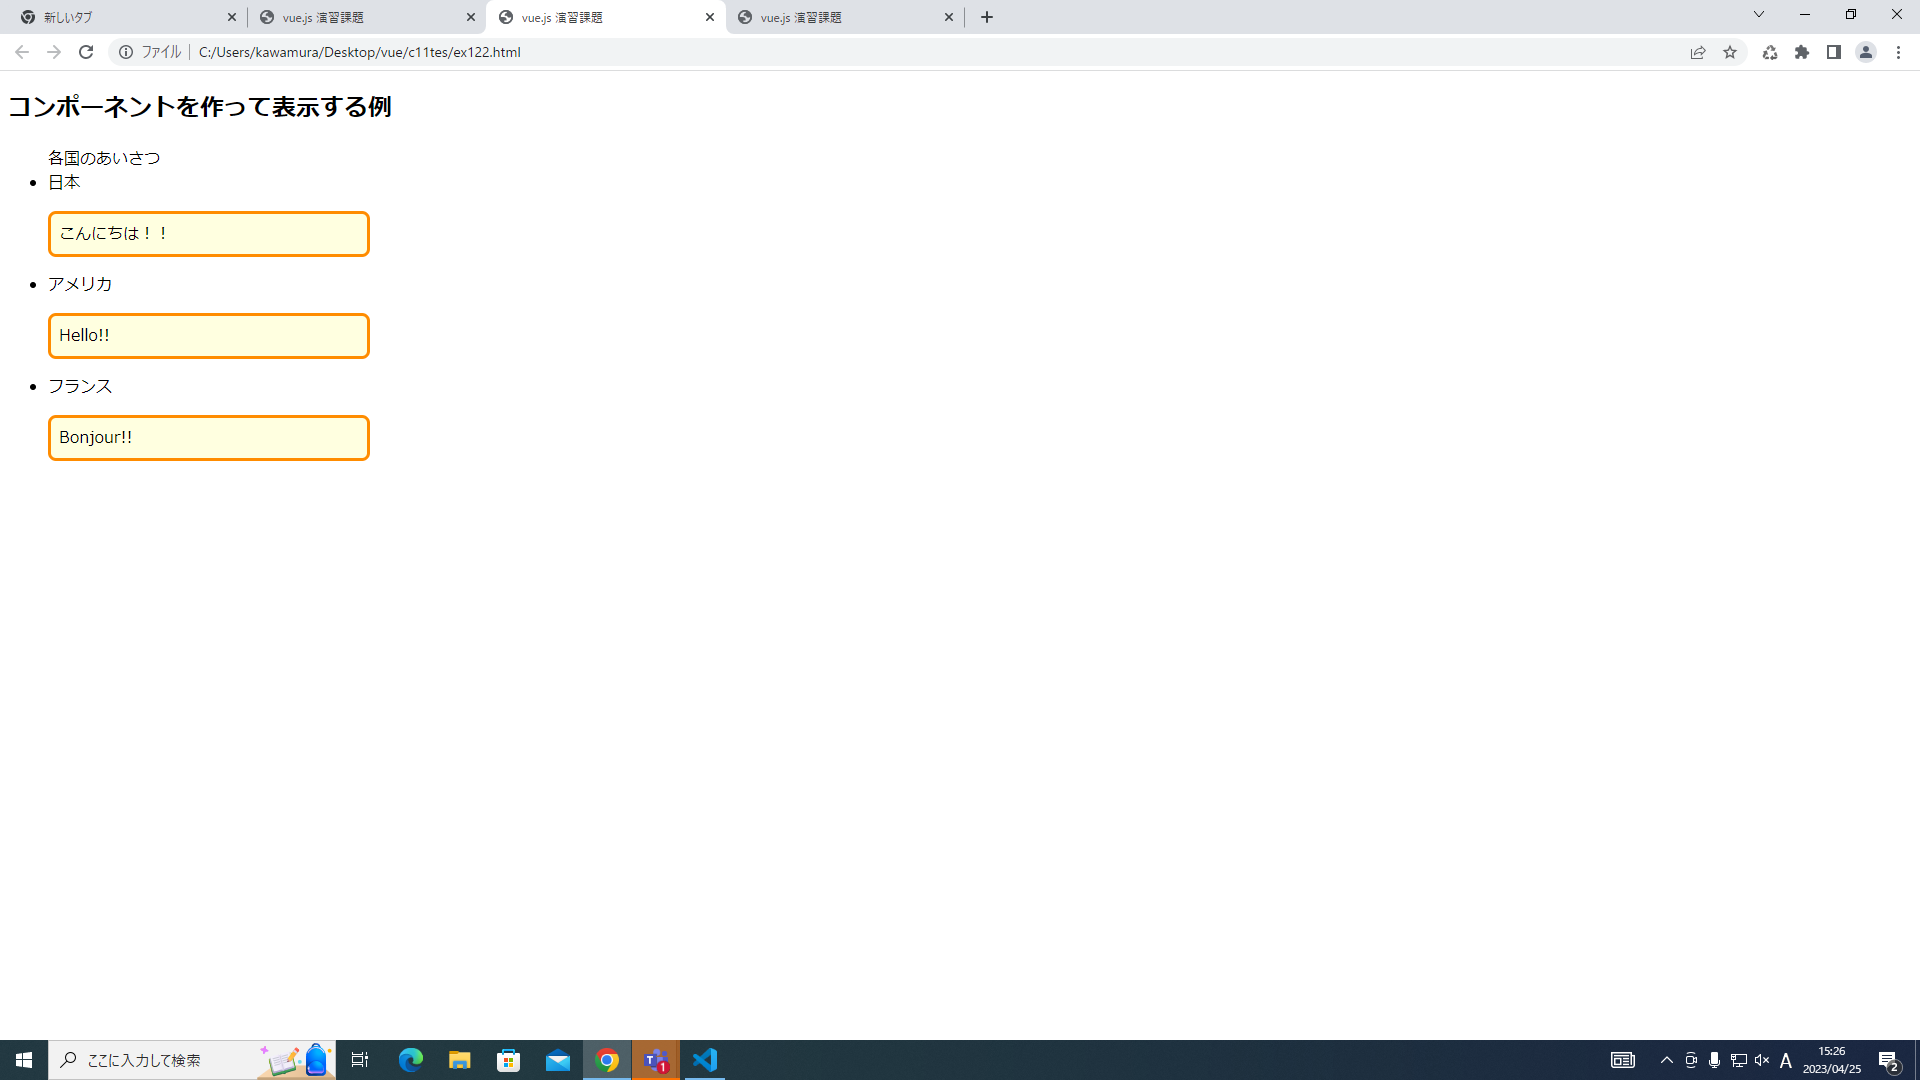 新しいタブ
vue.js 演習課題
vue.js 演習課題
vue.js 演習課題
ファイル
C:/Users/kawamura/Desktop/vue/c11tes/ex122.html
コンポーネントを作って表示する例
各国のあいさつ
日本
こんにちは！！
アメリカ
Hello!!
フランス
Bonjour!!
ここに入力して検索
1
A
15:26
2023/04/25
2